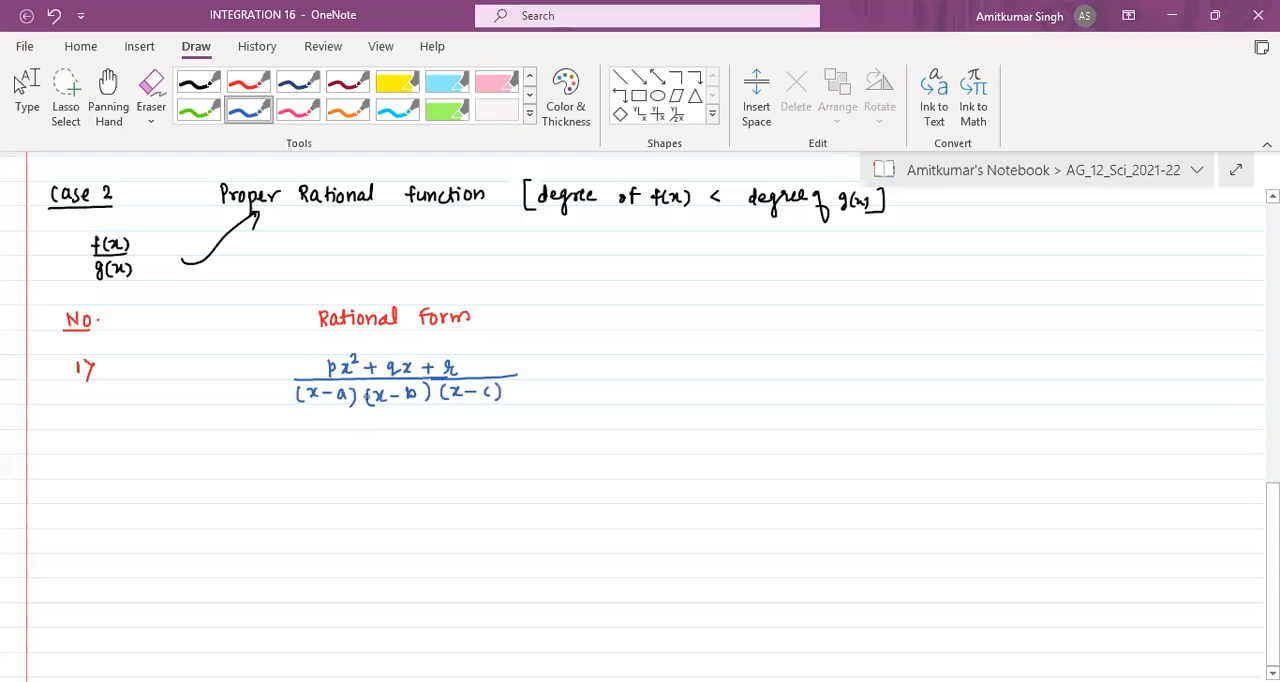 INTEGRATION 16 - OneNote
Search
Amitkumar Singh AS
File Home Insert Draw History Review View Help
Type Lasso Select Panning Hand Eraser
Color & Thickness
Insert Space Delete Arrange Rotate
Ink to Text Ink to Math
Tools Shapes Edit Convert
Amitkumar's Notebook > AG_12_Sci_2021-22
Case 2 Proper Rational function [degree of f(x) < degree of g(x)]
f(x)
g(x)
No. Rational Form
1) px² + qx + r
(x-a) (x-b) (x-c)